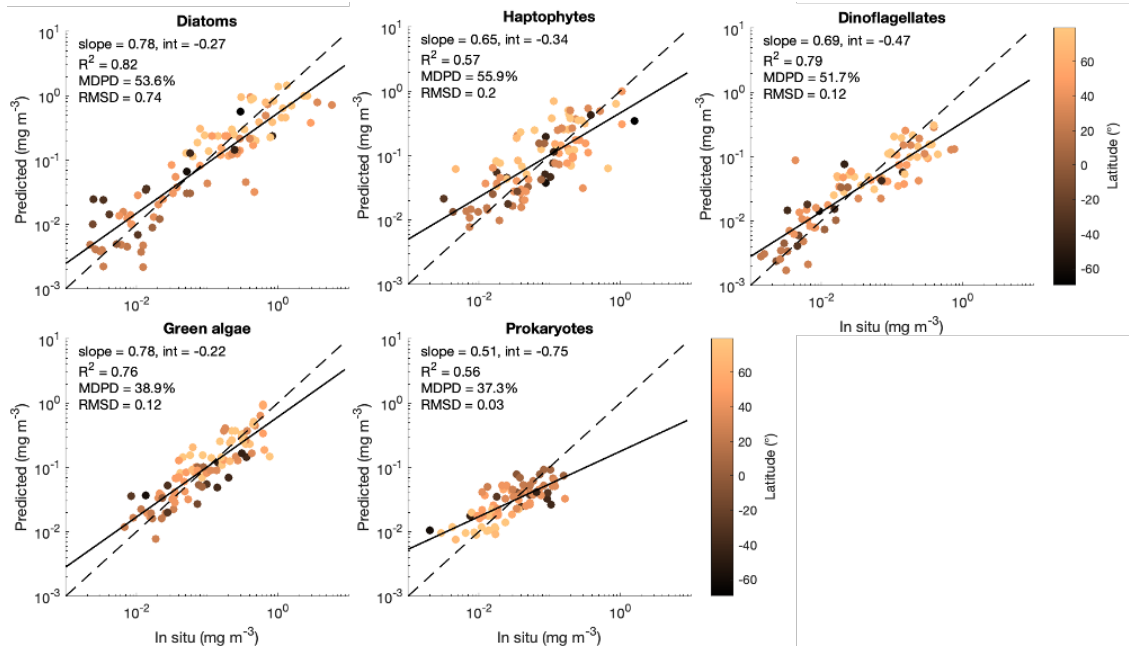 Diatoms
slope = 0.78, int = -0.27
R² = 0.82
MDPD = 53.6%
RMSD = 0.74
Predicted (mg m⁻³)
10¹
10⁰
10⁻¹
10⁻²
10⁻³
10⁻² 10⁰
Haptophytes
slope = 0.65, int = -0.34
R² = 0.57
MDPD = 55.9%
RMSD = 0.2
Predicted (mg m⁻³)
10¹
10⁰
10⁻¹
10⁻²
10⁻³
10⁻² 10⁰
Dinoflagellates
slope = 0.69, int = -0.47
R² = 0.79
MDPD = 51.7%
RMSD = 0.12
Predicted (mg m⁻³)
10¹
10⁰
10⁻¹
10⁻²
10⁻³
10⁻² 10⁰
In situ (mg m⁻³)
60
40
20
0
-20
-40
-60
Latitude (°)
Green algae
slope = 0.78, int = -0.22
R² = 0.76
MDPD = 38.9%
RMSD = 0.12
Predicted (mg m⁻³)
10¹
10⁰
10⁻¹
10⁻²
10⁻³
10⁻² 10⁰
In situ (mg m⁻³)
Prokaryotes
slope = 0.51, int = -0.75
R² = 0.56
MDPD = 37.3%
RMSD = 0.03
Predicted (mg m⁻³)
10¹
10⁰
10⁻¹
10⁻²
10⁻³
10⁻² 10⁰
In situ (mg m⁻³)
60
40
20
0
-20
-40
-60
Latitude (°)